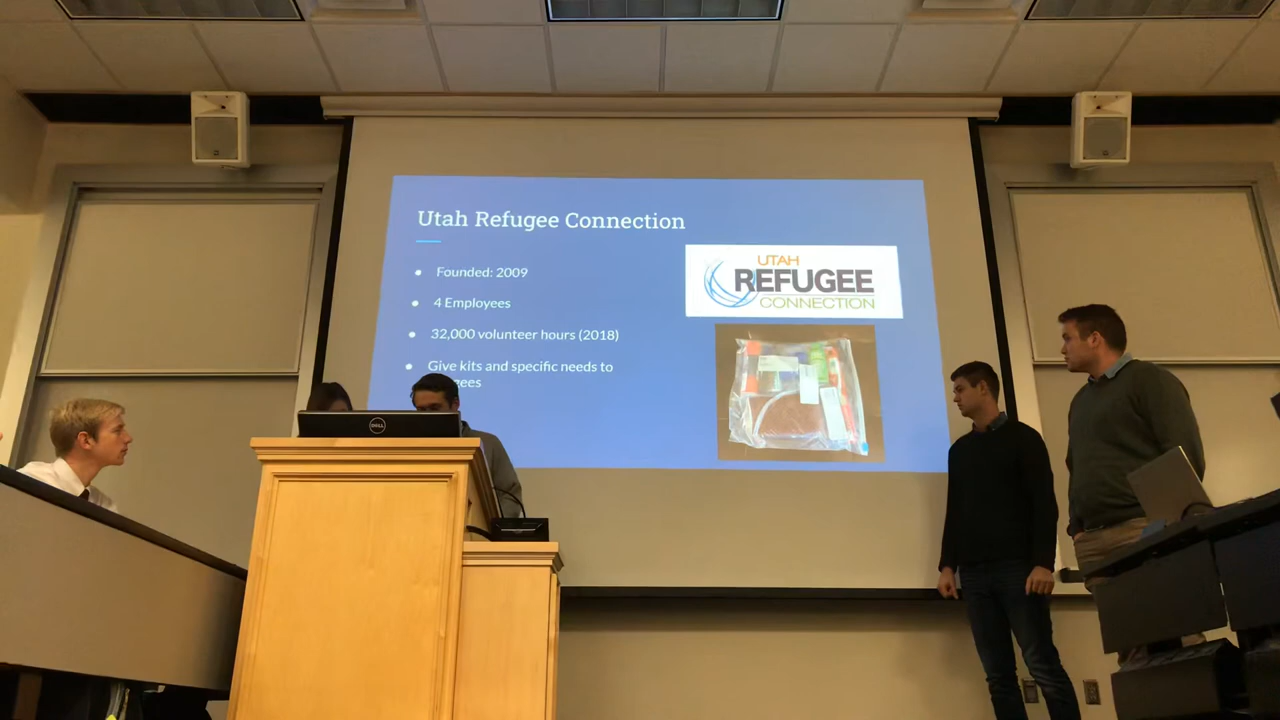 Utah Refugee Connection
Founded: 2009
4 Employees
32,000 volunteer hours (2018)
Give kits and specific needs to
UTAH
REFUGEE
CONNECTION
DELL